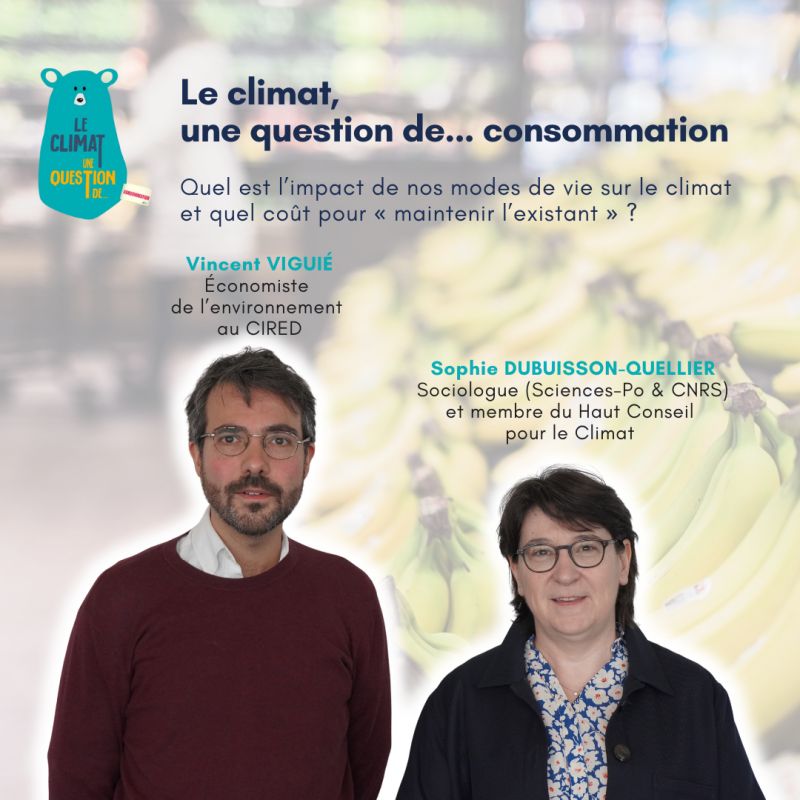 LE
CLIMAT
UNE
QUESTION
DE...
CONSOMMATION
Le climat,
une question de... consommation
Quel est l'impact de nos modes de vie sur le climat
et quel coût pour « maintenir l'existant » ?
Vincent VIGUIÉ
Économiste
de l'environnement
au CIRED
Sophie DUBUISSON-QUELLIER
Sociologue (Sciences-Po & CNRS)
et membre du Haut Conseil
pour le Climat